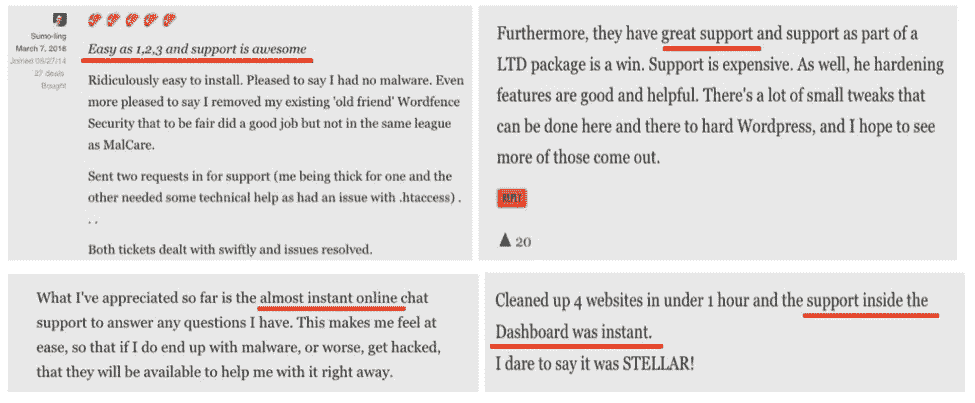 Sumo-ling
March 7, 2016
Joined 06/27/14
27 deals
Bought
Easy as 1,2,3 and support is awesome
Ridiculously easy to install. Pleased to say I had no malware. Even
more pleased to say I removed my existing 'old friend' Wordfence
Security that to be fair did a good job but not in the same league
as MalCare.
Sent two requests in for support (me being thick for one and the
other needed some technical help as had an issue with .htaccess) .
. .
Both tickets dealt with swiftly and issues resolved.
Furthermore, they have great support and support as part of a
LTD package is a win. Support is expensive. As well, he hardening
features are good and helpful. There's a lot of small tweaks that
can be done here and there to hard Wordpress, and I hope to see
more of those come out.
20
What I've appreciated so far is the almost instant online chat
support to answer any questions I have. This makes me feel at
ease, so that if I do end up with malware, or worse, get hacked,
that they will be available to help me with it right away.
Cleaned up 4 websites in under 1 hour and the support inside the
Dashboard was instant.
I dare to say it was STELLAR!